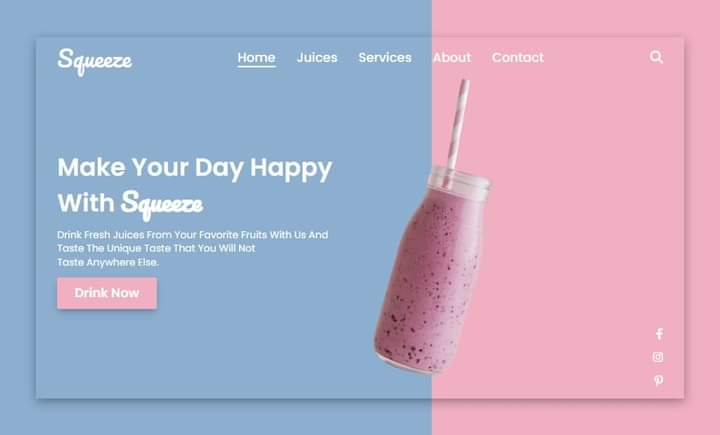 Squeeze
Home Juices Services About Contact
Make Your Day Happy
With Squeeze
Drink Fresh Juices From Your Favorite Fruits With Us And
Taste The Unique Taste That You Will Not
Taste Anywhere Else.
Drink Now